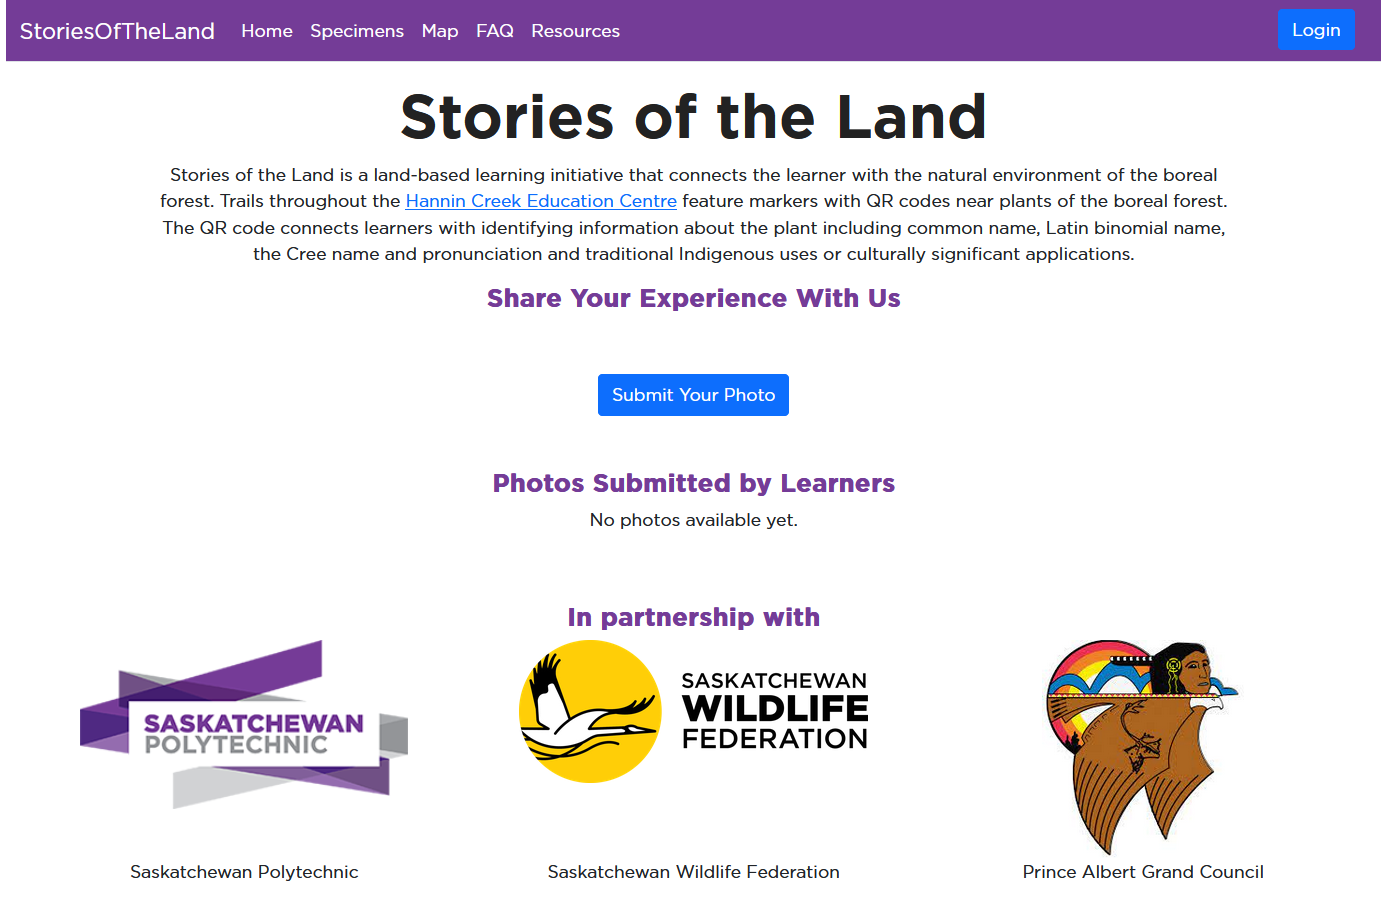 StoriesOfTheLand Home Specimens Map FAQ Resources Login
Stories of the Land
Stories of the Land is a land-based learning initiative that connects the learner with the natural environment of the boreal
forest. Trails throughout the Hannin Creek Education Centre feature markers with QR codes near plants of the boreal forest.
The QR code connects learners with identifying information about the plant including common name, Latin binomial name,
the Cree name and pronunciation and traditional Indigenous uses or culturally significant applications.
Share Your Experience With Us
Submit Your Photo
Photos Submitted by Learners
No photos available yet.
In partnership with
SASKATCHEWAN
POLYTECHNIC
SASKATCHEWAN
WILDLIFE
FEDERATION
Saskatchewan Polytechnic
Saskatchewan Wildlife Federation
Prince Albert Grand Council